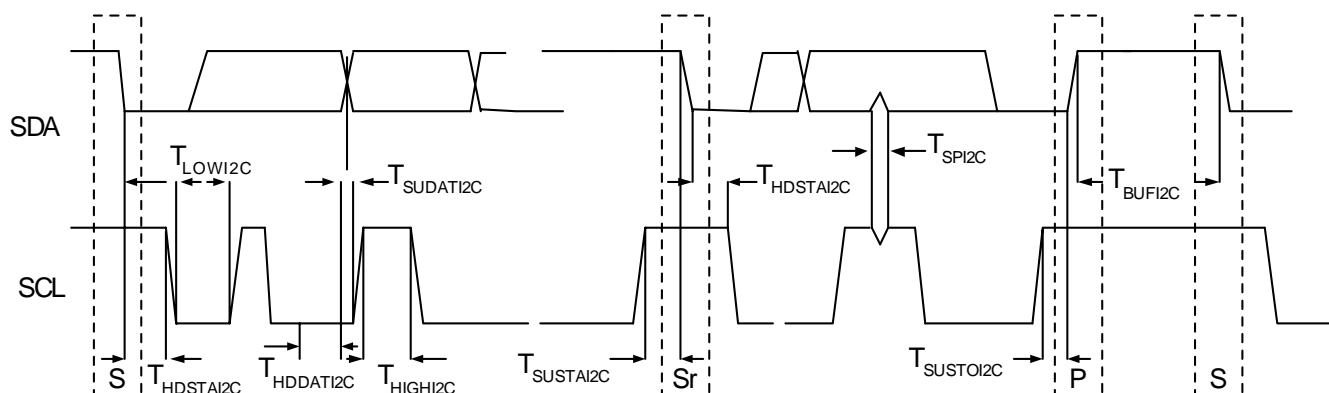 SDA
T_LOWI2C
T_SUDATI2C
T_SPI2C
T_HDSTAI2C
T_BUFI2C
SCL
S
T_HDSTAI2C
T_HDDATI2C
T_HIGHI2C
T_SUSTAI2C
Sr
T_SUSTOI2C
P
S